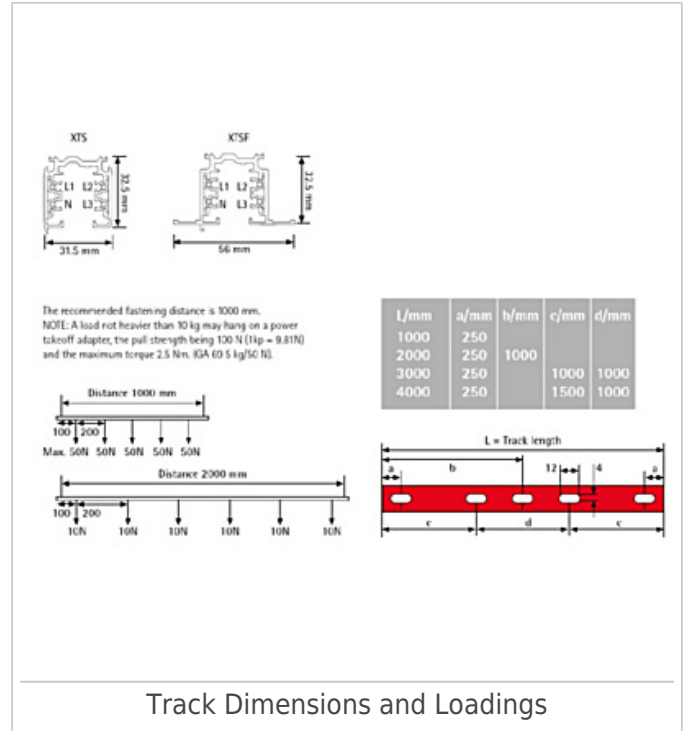 XTS
XTSF
L1 L2
N L3
32.5 mm
31.5 mm
L1 L2
N L3
32.5 mm
56 mm
The recommended fastening distance is 1000 mm.
NOTE: A load not heavier than 10 kg may hang on a power
takeoff adapter, the pull strength being 100 N (1kp = 9.81N)
and the maximum torque 2.5 Nm. (GA 69 5 kg/50 N).
Distance 1000 mm
100 200
Max. 50N 50N 50N 50N 50N
Distance 2000 mm
100 200
10N 10N 10N 10N 10N 10N
L/mm a/mm b/mm c/mm d/mm
1000 250
2000 250 1000
3000 250 1000 1000
4000 250 1500 1000
L = Track length
a b 12 4 a
c d c
Track Dimensions and Loadings